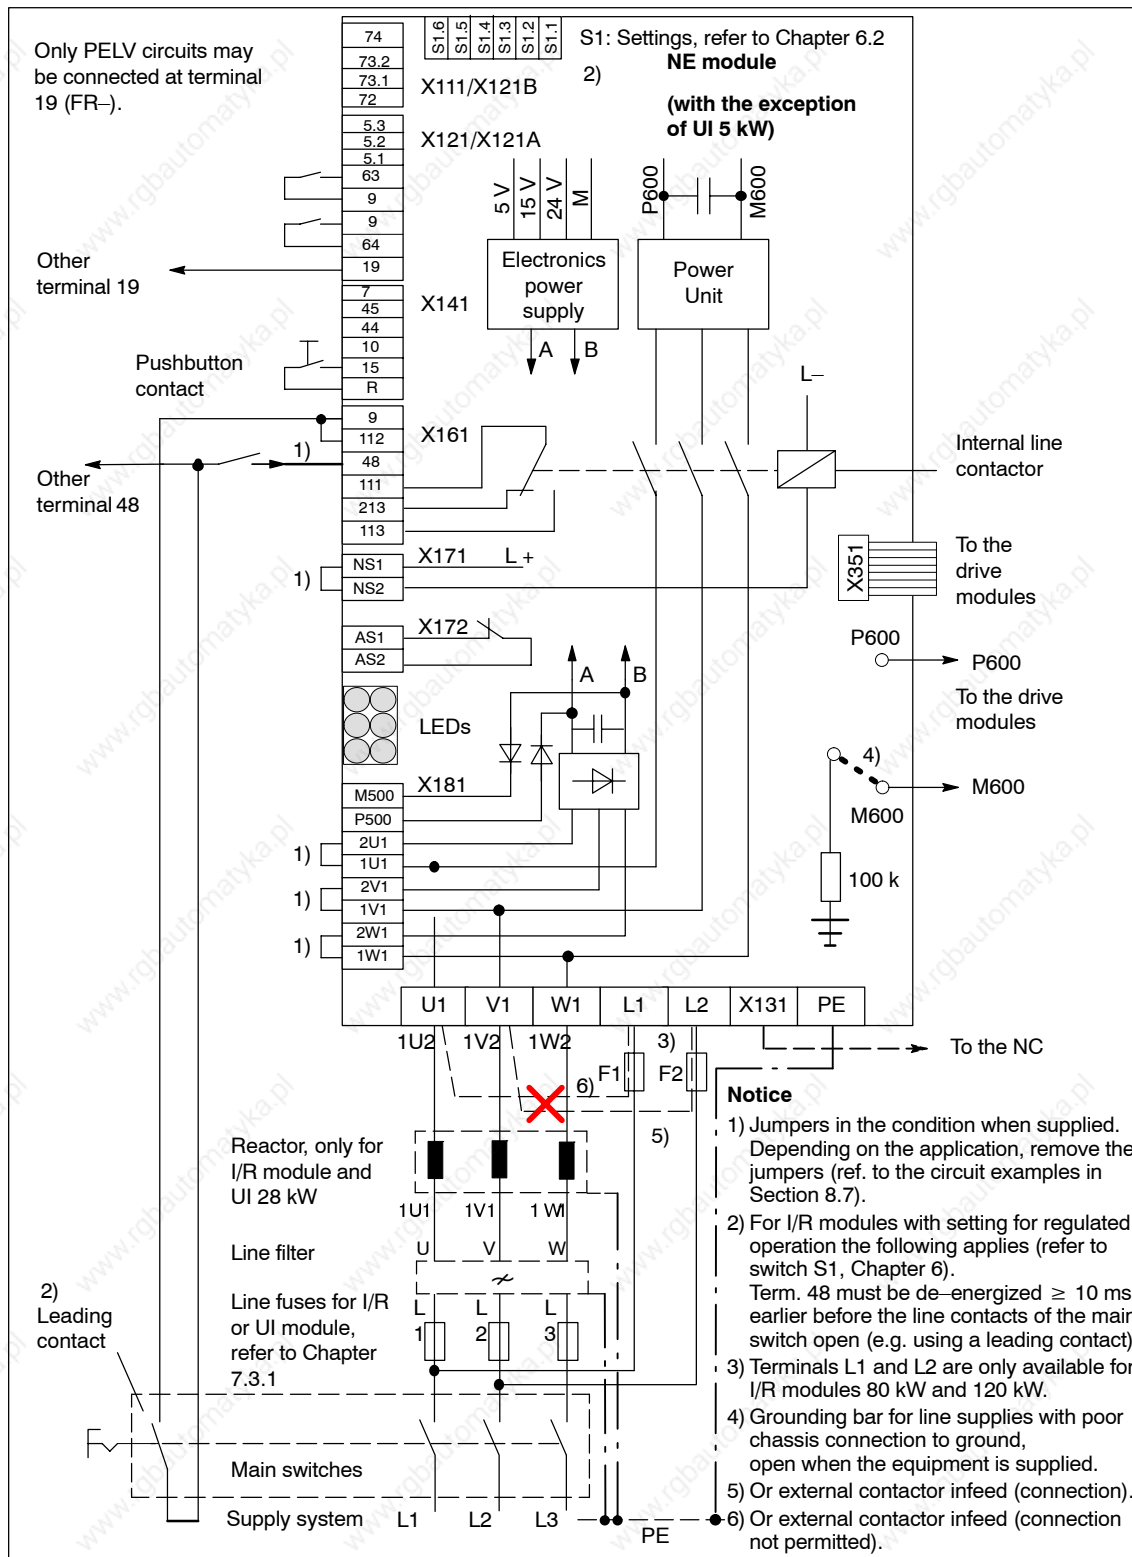 Only PELV circuits may
be connected at terminal
19 (FR–).
74
73.2
73.1
72
X111/X121B
S1.6
S1.5
S1.4
S1.3
S1.2
S1.1
S1: Settings, refer to Chapter 6.2
2)
NE module
(with the exception
of UI 5 kW)
5.3
5.2
5.1
63
9
9
64
19
X121/X121A
Other
terminal 19
5 V
15 V
24 V
M
P600
M600
Electronics
power
supply
Power
Unit
A
B
7
45
44
10
15
R
X141
Pushbutton
contact
L–
9
112
48
111
213
113
X161
1)
Other
terminal 48
Internal line
contactor
NS1
NS2
X171
L +
1)
X351
To the
drive
modules
AS1
AS2
X172
P600
P600
To the drive
modules
A
B
LEDs
4)
M600
M600
100 k
M500
P500
2U1
1U1
2V1
1V1
2W1
1W1
X181
1)
1)
1)
U1
V1
W1
L1
L2
X131
PE
1U2
1V2
1W2
3)
F1
F2
6)
5)
To the NC
Reactor, only for
I/R module and
UI 28 kW
1U1
1V1
1 W1
Line filter
U
V
W
Line fuses for I/R
or UI module,
refer to Chapter
7.3.1
L
1
L
2
L
3
2)
Leading
contact
Main switches
Supply system
L1
L2
L3
PE
Notice
1) Jumpers in the condition when supplied.
Depending on the application, remove the
jumpers (ref. to the circuit examples in
Section 8.7).
2) For I/R modules with setting for regulated
operation the following applies (refer to
switch S1, Chapter 6).
Term. 48 must be de–energized ≥ 10 ms
earlier before the line contacts of the main
switch open (e.g. using a leading contact)
3) Terminals L1 and L2 are only available for
I/R modules 80 kW and 120 kW.
4) Grounding bar for line supplies with poor
chassis connection to ground,
open when the equipment is supplied.
5) Or external contactor infeed (connection).
6) Or external contactor infeed (connection
not permitted).
www.rgbautomatyka.pl